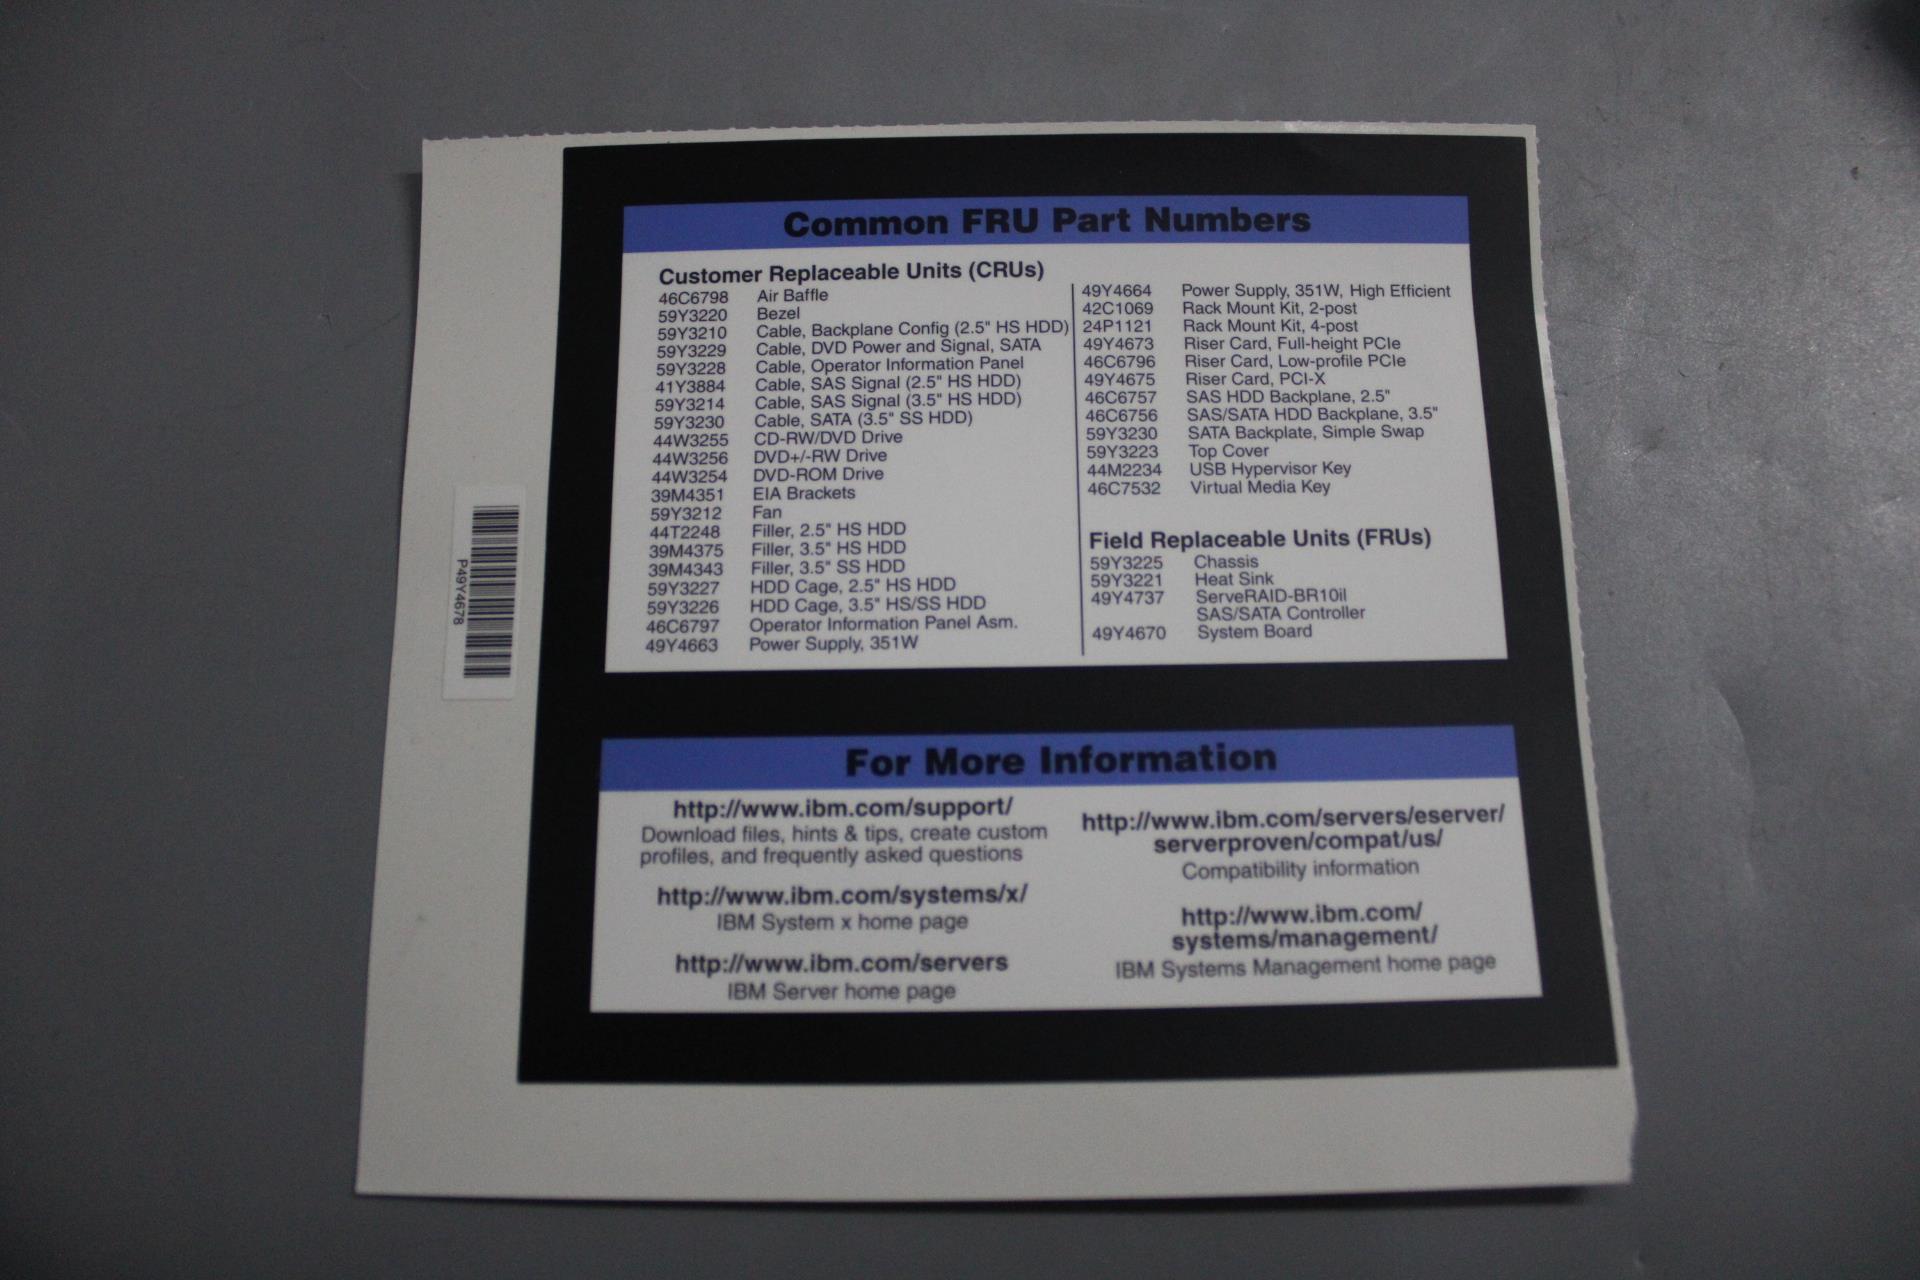 Common FRU Part Numbers
Customer Replaceable Units (CRUs)
46C6798 Air Baffle
59Y3220 Bezel
59Y3210 Cable, Backplane Config (2.5" HS HDD)
59Y3229 Cable, DVD Power and Signal, SATA
59Y3228 Cable, Operator Information Panel
41Y3884 Cable, SAS Signal (2.5" HS HDD)
59Y3214 Cable, SAS Signal (3.5" HS HDD)
59Y3230 Cable, SATA (3.5" SS HDD)
44W3255 CD-RW/DVD Drive
44W3256 DVD+/-RW Drive
44W3254 DVD-ROM Drive
39M4351 EIA Brackets
59Y3212 Fan
44T2248 Filler, 2.5" HS HDD
39M4375 Filler, 3.5" HS HDD
39M4343 Filler, 3.5" SS HDD
59Y3227 HDD Cage, 2.5" HS HDD
59Y3226 HDD Cage, 3.5" HS/SS HDD
46C6797 Operator Information Panel Asm.
49Y4663 Power Supply, 351W
49Y4664 Power Supply, 351W, High Efficient
42C1069 Rack Mount Kit, 2-post
24P1121 Rack Mount Kit, 4-post
49Y4673 Riser Card, Full-height PCIe
46C6796 Riser Card, Low-profile PCIe
49Y4675 Riser Card, PCI-X
46C6757 SAS HDD Backplane, 2.5"
46C6756 SAS/SATA HDD Backplane, 3.5"
59Y3230 SATA Backplate, Simple Swap
59Y3223 Top Cover
44M2234 USB Hypervisor Key
46C7532 Virtual Media Key
Field Replaceable Units (FRUs)
59Y3225 Chassis
59Y3221 Heat Sink
49Y4737 ServeRAID-BR10il
SAS/SATA Controller
49Y4670 System Board
P49Y4678
For More Information
http://www.ibm.com/support/
Download files, hints & tips, create custom
profiles, and frequently asked questions
http://www.ibm.com/systems/x/
IBM System x home page
http://www.ibm.com/servers
IBM Server home page
http://www.ibm.com/servers/eserver/
serverproven/compat/us/
Compatibility information
http://www.ibm.com/
systems/management/
IBM Systems Management home page